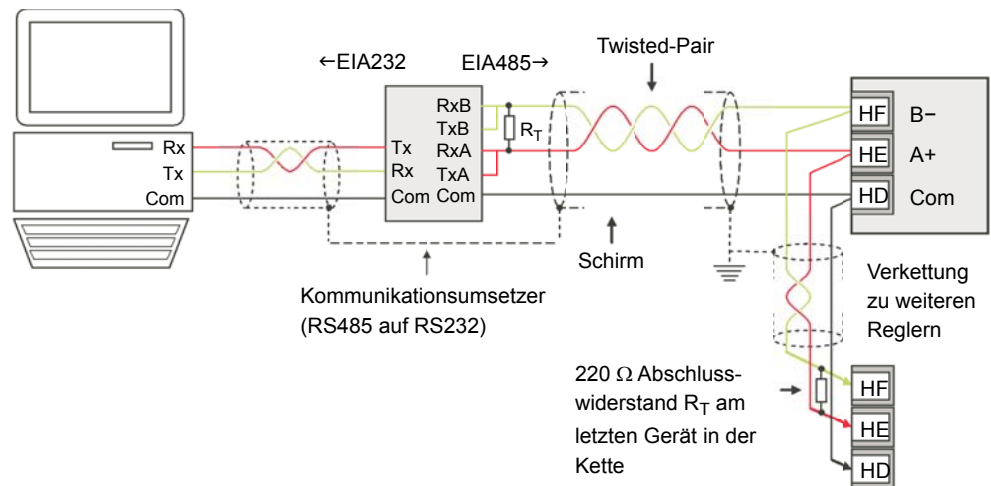 Twisted-Pair
←EIA232
EIA485→
Rx
Tx
Com
Tx
Rx
Com
RxB
TxB
RxA
TxA
Com
R_T
HF
B−
HE
A+
HD
Com
Schirm
Kommunikationsumsetzer
(RS485 auf RS232)
Verkettung
zu weiteren
Reglern
220 Ω Abschluss-
widerstand R_T am
letzten Gerät in der
Kette
HF
HE
HD